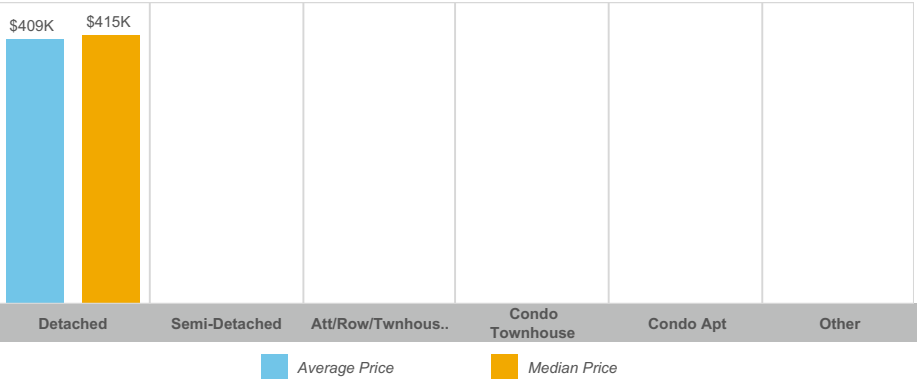 $409K
$415K
Detached
Semi-Detached
Att/Row/Twnhous..
Condo
Townhouse
Condo Apt
Other
Average Price
Median Price